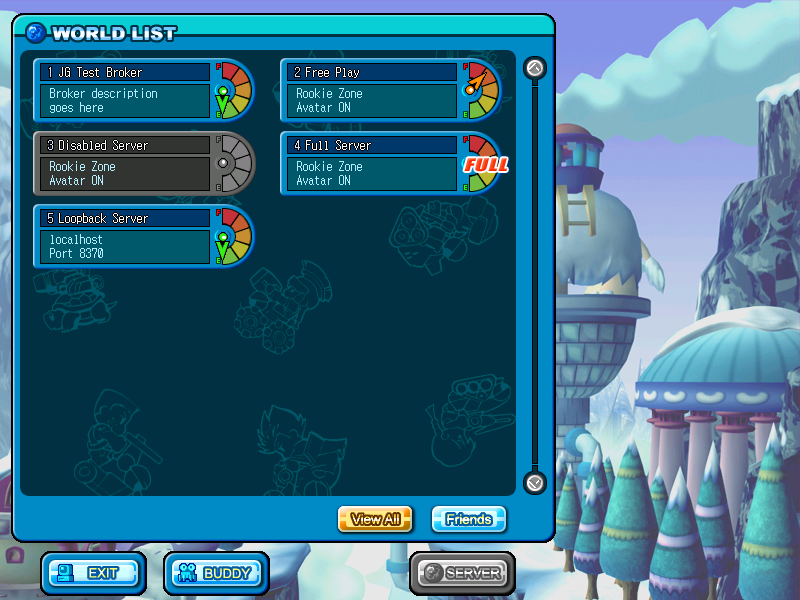 WORLD LIST
1 JG Test Broker
Broker description
goes here
F
E
2 Free Play
Rookie Zone
Avatar ON
F
E
3 Disabled Server
Rookie Zone
Avatar ON
F
E
4 Full Server
Rookie Zone
Avatar ON
F
FULL
E
5 Loopback Server
localhost
Port 8370
F
E
View All
Friends
EXIT
BUDDY
SERVER